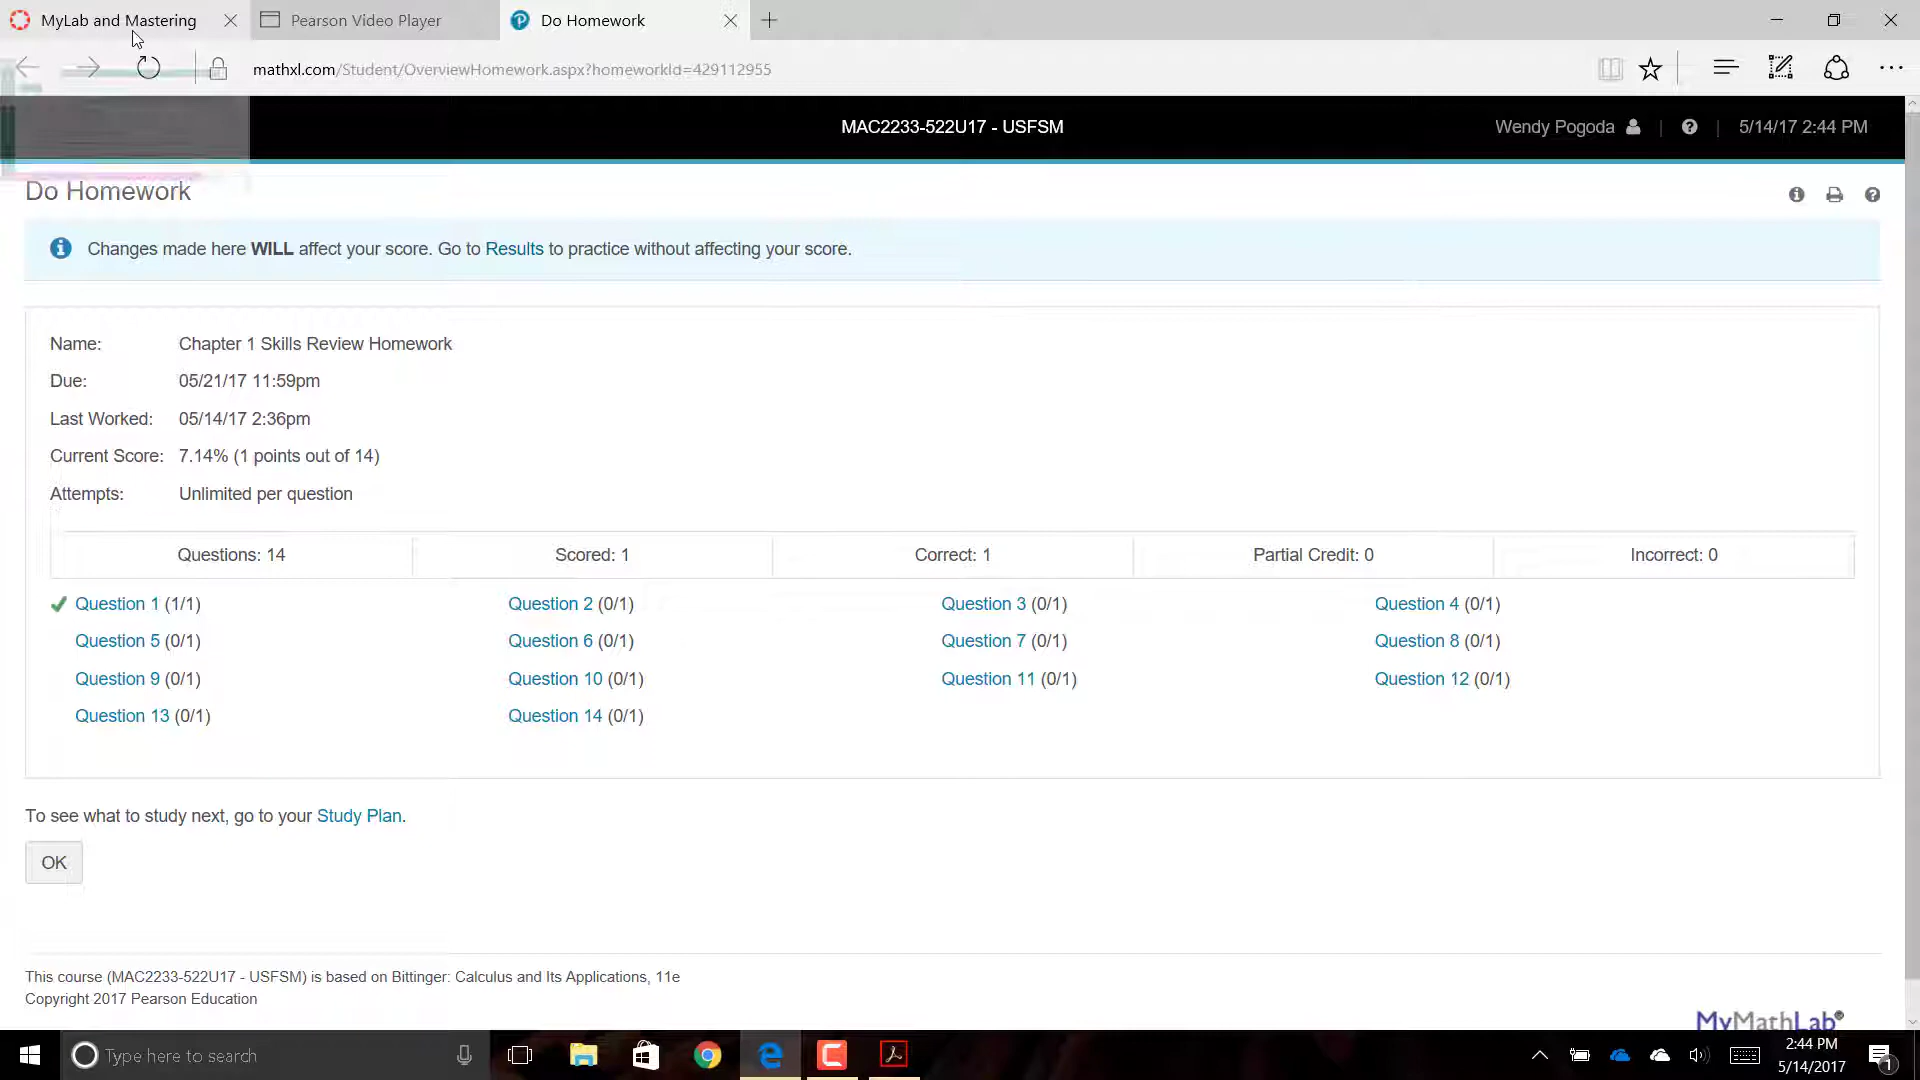 MyLab and Mastering
Pearson Video Player
Do Homework
mathxl.com/Student/OverviewHomework.aspx?homeworkId=429112955
MAC2233-522U17 - USFSM
Wendy Pogoda
5/14/17 2:44 PM
Do Homework
Changes made here WILL affect your score. Go to Results to practice without affecting your score.
Name: Chapter 1 Skills Review Homework
Due: 05/21/17 11:59pm
Last Worked: 05/14/17 2:36pm
Current Score: 7.14% (1 points out of 14)
Attempts: Unlimited per question
Questions: 14 Scored: 1 Correct: 1 Partial Credit: 0 Incorrect: 0
Question 1 (1/1) Question 2 (0/1) Question 3 (0/1) Question 4 (0/1)
Question 5 (0/1) Question 6 (0/1) Question 7 (0/1) Question 8 (0/1)
Question 9 (0/1) Question 10 (0/1) Question 11 (0/1) Question 12 (0/1)
Question 13 (0/1) Question 14 (0/1)
To see what to study next, go to your Study Plan.
OK
This course (MAC2233-522U17 - USFSM) is based on Bittinger: Calculus and Its Applications, 11e
Copyright 2017 Pearson Education
MyMathLab®
Type here to search
2:44 PM
5/14/2017
1